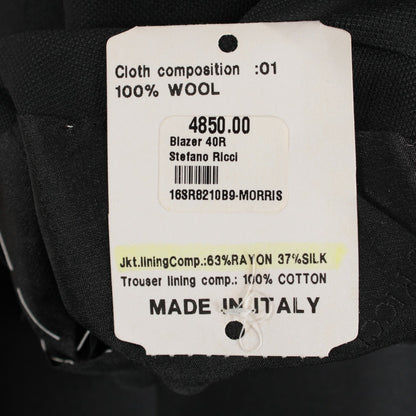 Cloth composition :01
100% WOOL
4850.00
Blazer 40R
Stefano Ricci
16SR8210B9-MORRIS
Jkt.liningComp.:63%RAYON 37%SILK
Trouser lining comp.: 100% COTTON
MADE IN ITALY